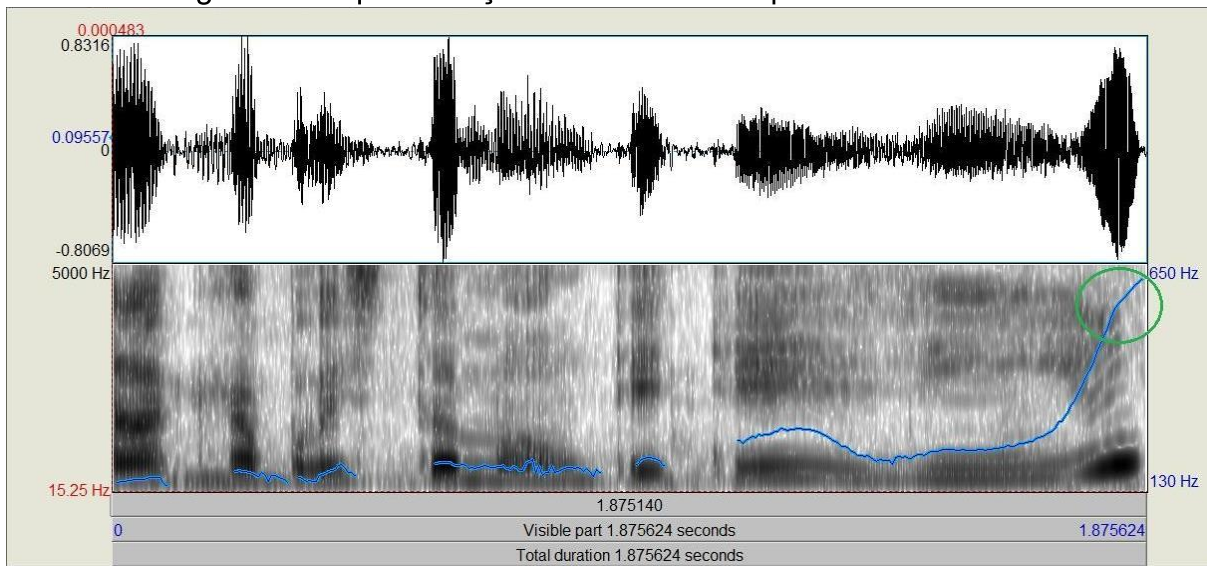 0.000483
0.8316
0.09557
0
-0.8069
5000 Hz
650 Hz
15.25 Hz
130 Hz
1.875140
0 Visible part 1.875624 seconds 1.875624
Total duration 1.875624 seconds